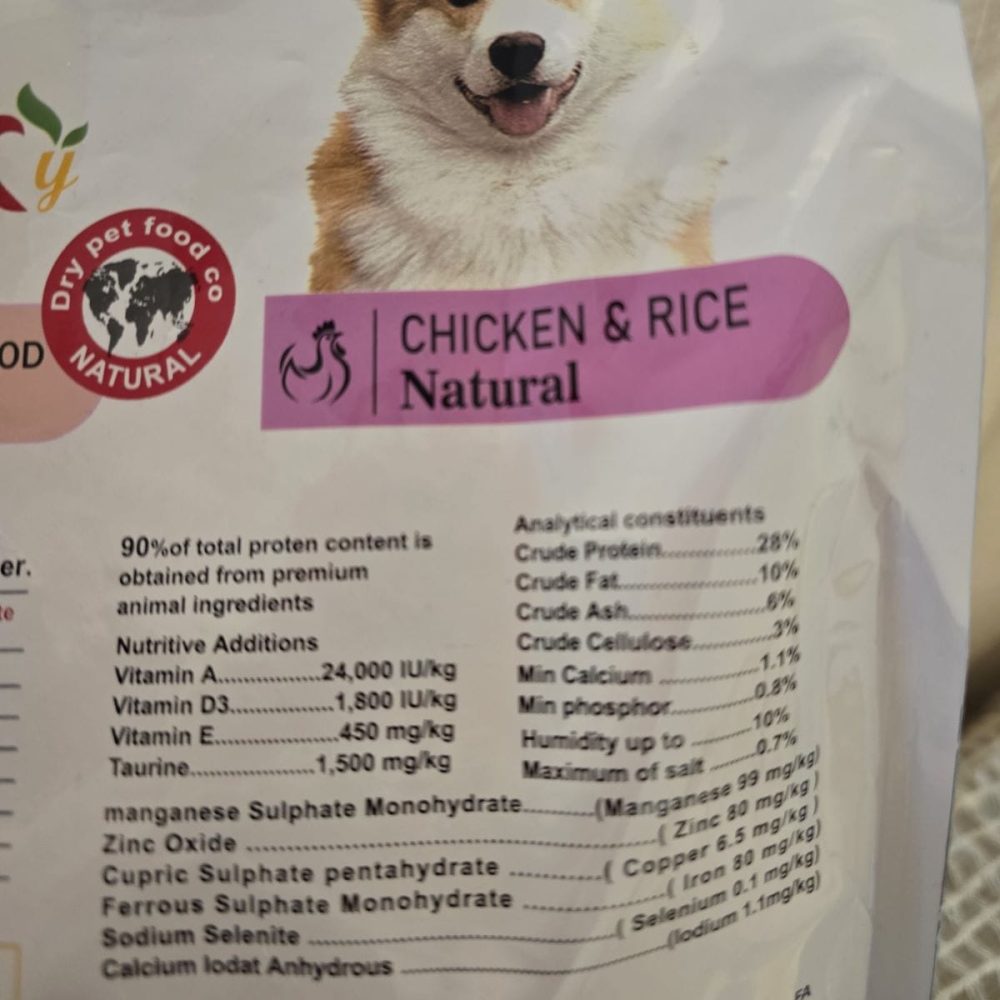 y
Dry pet food co
NATURAL
OD
CHICKEN & RICE
Natural
er.
te
90%of total proten content is
obtained from premium
animal ingredients
Nutritive Additions
Vitamin A.................24,000 IU/kg
Vitamin D3.................1,800 IU/kg
Vitamin E....................450 mg/kg
Taurine....................1,500 mg/kg
Analytical constituents
Crude Protein...............28%
Crude Fat.......................10%
Crude Ash.......................6%
Crude Cellulose.............3%
Min Calcium ................1.1%
Min phosphor..............0.8%
Humidity up to ..........10%
Maximum of salt ........0.7%
manganese Sulphate Monohydrate............(Manganese 99 mg/kg)
Zinc Oxide ......................................................................( Zinc 80 mg/kg )
Cupric Sulphate pentahydrate ................( Copper 6.5 mg/kg )
Ferrous Sulphate Monohydrate ........................( Iron 80 mg/kg)
Sodium Selenite ....................................................( Selenium 0.1 mg/kg)
Calcium Iodat Anhydrous ............................................(Iodium 1.1mg/kg)
FA